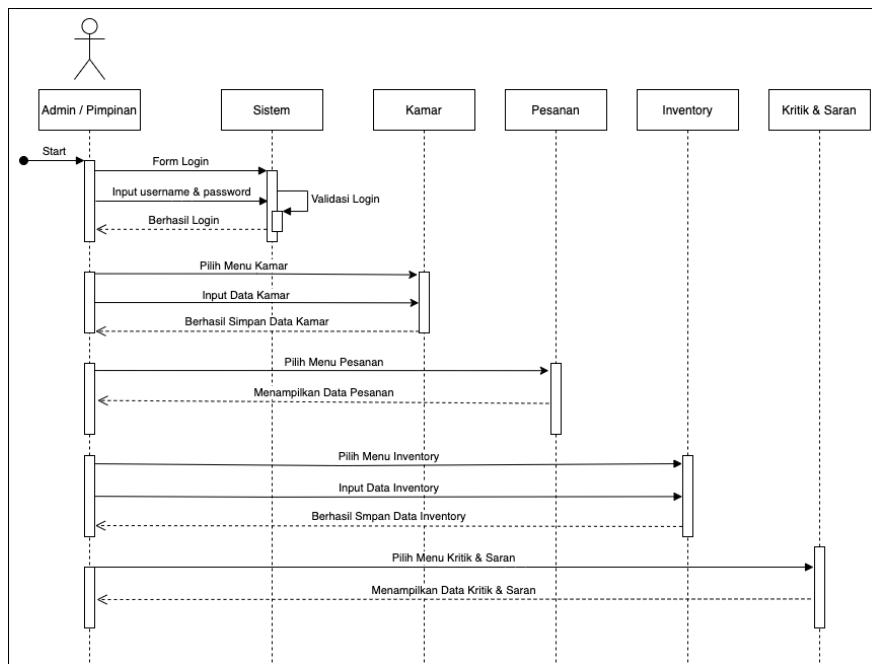 Admin / Pimpinan
Sistem
Kamar
Pesanan
Inventory
Kritik & Saran
Start
Form Login
Input username & password
Validasi Login
Berhasil Login
Pilih Menu Kamar
Input Data Kamar
Berhasil Simpan Data Kamar
Pilih Menu Pesanan
Menampilkan Data Pesanan
Pilih Menu Inventory
Input Data Inventory
Berhasil Smpan Data Inventory
Pilih Menu Kritik & Saran
Menampilkan Data Kritik & Saran